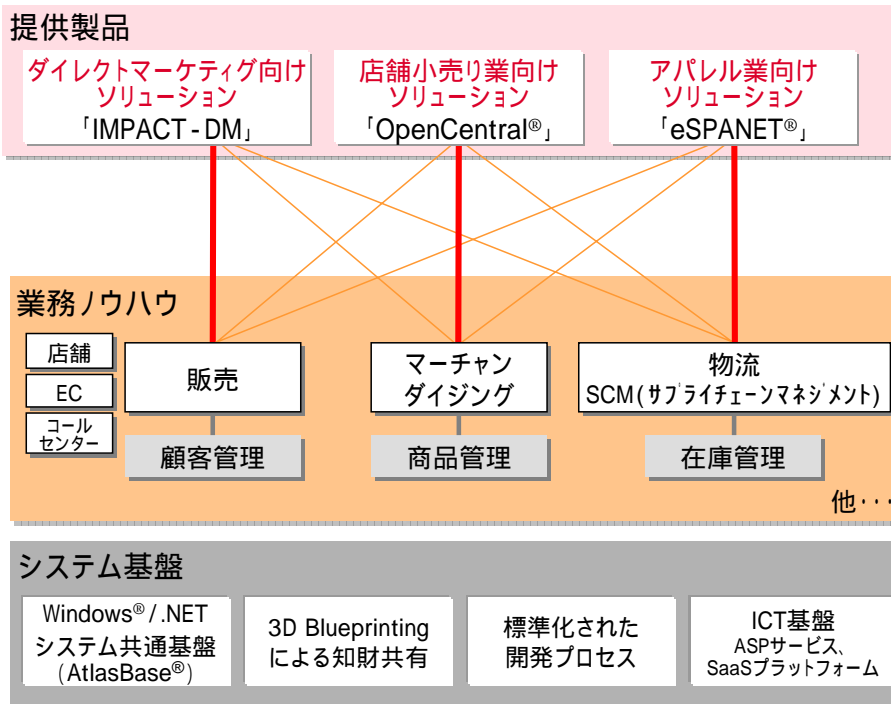 提供製品
ダイレクトマーケティグ向け
ソリューション
「IMPACT-DM」
店舗小売り業向け
ソリューション
「OpenCentral®」
アパレル業向け
ソリューション
「eSPANET®」
業務ノウハウ
店舗
EC
コール
センター
販売
顧客管理
マーチャン
ダイジング
商品管理
物流
SCM(サプライチェーンマネジメント)
在庫管理
他・・・
システム基盤
Windows®/.NET
システム共通基盤
(AtlasBase®)
3D Blueprinting
による知財共有
標準化された
開発プロセス
ICT基盤
ASPサービス、
SaaSプラットフォーム